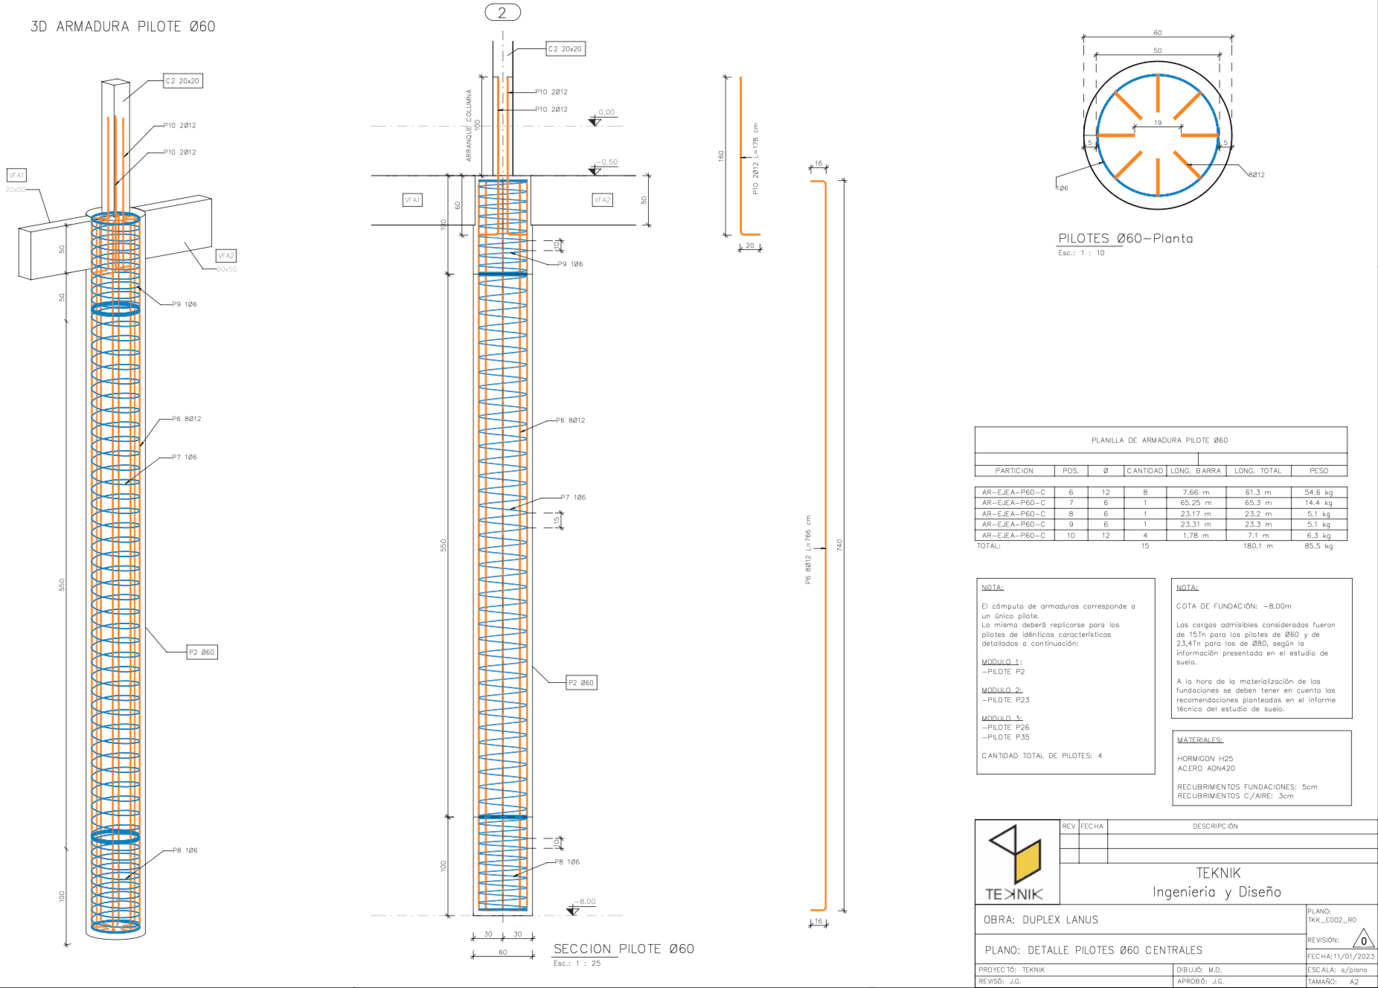 3D ARMADURA PILOTE Ø60
C2 20x20
P10 2Ø12
P10 2Ø12
VFA1
20x50
VFA2
20x50
50
50
P9 1Ø6
P6 8Ø12
P7 1Ø6
550
P2 Ø60
P8 1Ø6
100
2
C2 20x20
ARRANQUE COLUMNA
100
P10 2Ø12
P10 2Ø12
0.00
-0.50
VFA1
VFA2
60
50
100
10
P9 1Ø6
P6 8Ø12
P7 1Ø6
15
550
P2 Ø60
10
P8 1Ø6
100
-8.00
30 30
60
SECCION PILOTE Ø60
Esc.: 1 : 25
160
P10 2Ø12 L=178 cm
20
16
P6 8Ø12 L=766 cm
740
16
60
50
19
5 5
1Ø6
8Ø12
PILOTES Ø60-Planta
Esc.: 1 : 10
PLANILLA DE ARMADURA PILOTE Ø60
PARTICION POS. Ø CANTIDAD LONG. BARRA LONG. TOTAL PESO
AR-EJEA-P60-C 6 12 8 7.66 m 61.3 m 54.6 kg
AR-EJEA-P60-C 7 6 1 65.25 m 65.3 m 14.4 kg
AR-EJEA-P60-C 8 6 1 23.17 m 23.2 m 5.1 kg
AR-EJEA-P60-C 9 6 1 23.31 m 23.3 m 5.1 kg
AR-EJEA-P60-C 10 12 4 1.78 m 7.1 m 6.3 kg
TOTAL: 15 180.1 m 85.5 kg
NOTA:
El cómputo de armaduras corresponde a
un único pilote.
La misma deberá replicarse para los
pilotes de idénticas características
detallados a continuación:
MODULO 1:
-PILOTE P2
MODULO 2:
-PILOTE P23
MODULO 3:
-PILOTE P26
-PILOTE P35
CANTIDAD TOTAL DE PILOTES: 4
NOTA:
COTA DE FUNDACIÓN: -8.00m
Las cargas admisibles consideradas fueron
de 15Tn para los pilotes de Ø60 y de
23,4Tn para los de Ø80, según la
información presentada en el estudio de
suelo.
A la hora de la materialización de las
fundaciones se deben tener en cuenta las
recomendaciones planteadas en el informe
técnico del estudio de suelo.
MATERIALES:
HORMIGON H25
ACERO ADN420
RECUBRIMIENTOS FUNDACIONES: 5cm
RECUBRIMIENTOS C/AIRE: 3cm
REV FECHA DESCRIPCIÓN
TEKNIK
TEKNIK
Ingeniería y Diseño
OBRA: DUPLEX LANUS
PLANO:
TKK_E002_R0
PLANO: DETALLE PILOTES Ø60 CENTRALES
REVISIÓN: 0
FECHA: 11/01/2023
PROYECTÓ: TEKNIK DIBUJÓ: M.D. ESCALA: s/plano
REVISÓ: J.G. APROBÓ: J.G. TAMAÑO: A2